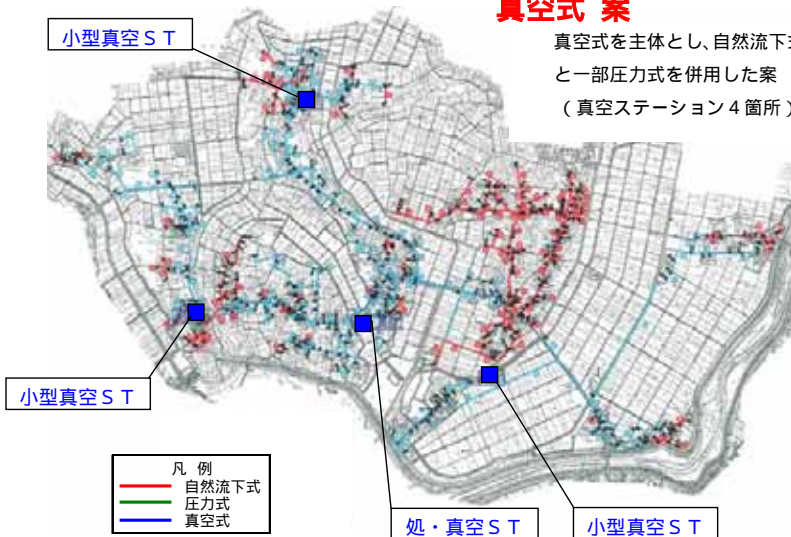 真空式 案
真空式を主体とし、自然流下式
と一部圧力式を併用した案
（真空ステーション４箇所）
小型真空ＳＴ
小型真空ＳＴ
凡 例
自然流下式
圧力式
真空式
処・真空ＳＴ
小型真空ＳＴ